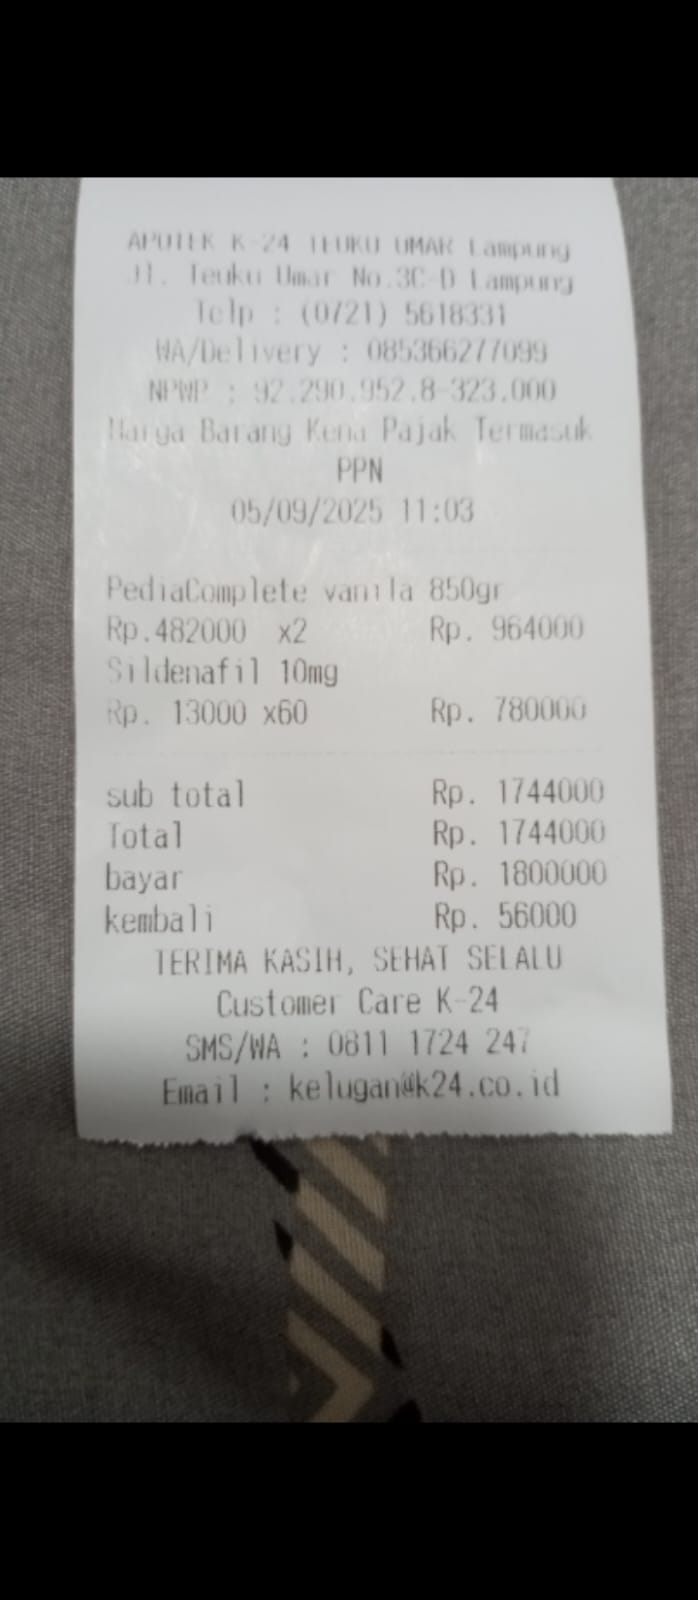 APOTEK K-24 TEUKU UMAR Lampung
Jl. Teuku Umar No.3C-D Lampung
Telp : (0721) 5618331
WA/Delivery : 085366277099
NPWP : 92.290.952.8-323.000
Harga Barang Kena Pajak Termasuk
PPN
05/09/2025 11:03
PediaComplete vanila 850gr
Rp.482000 x2 Rp. 964000
Sildenafil 10mg
Rp. 13000 x60 Rp. 780000
sub total Rp. 1744000
Total Rp. 1744000
bayar Rp. 1800000
kembali Rp. 56000
TERIMA KASIH, SEHAT SELALU
Customer Care K-24
SMS/WA : 0811 1724 247
Email : kelugan@k24.co.id